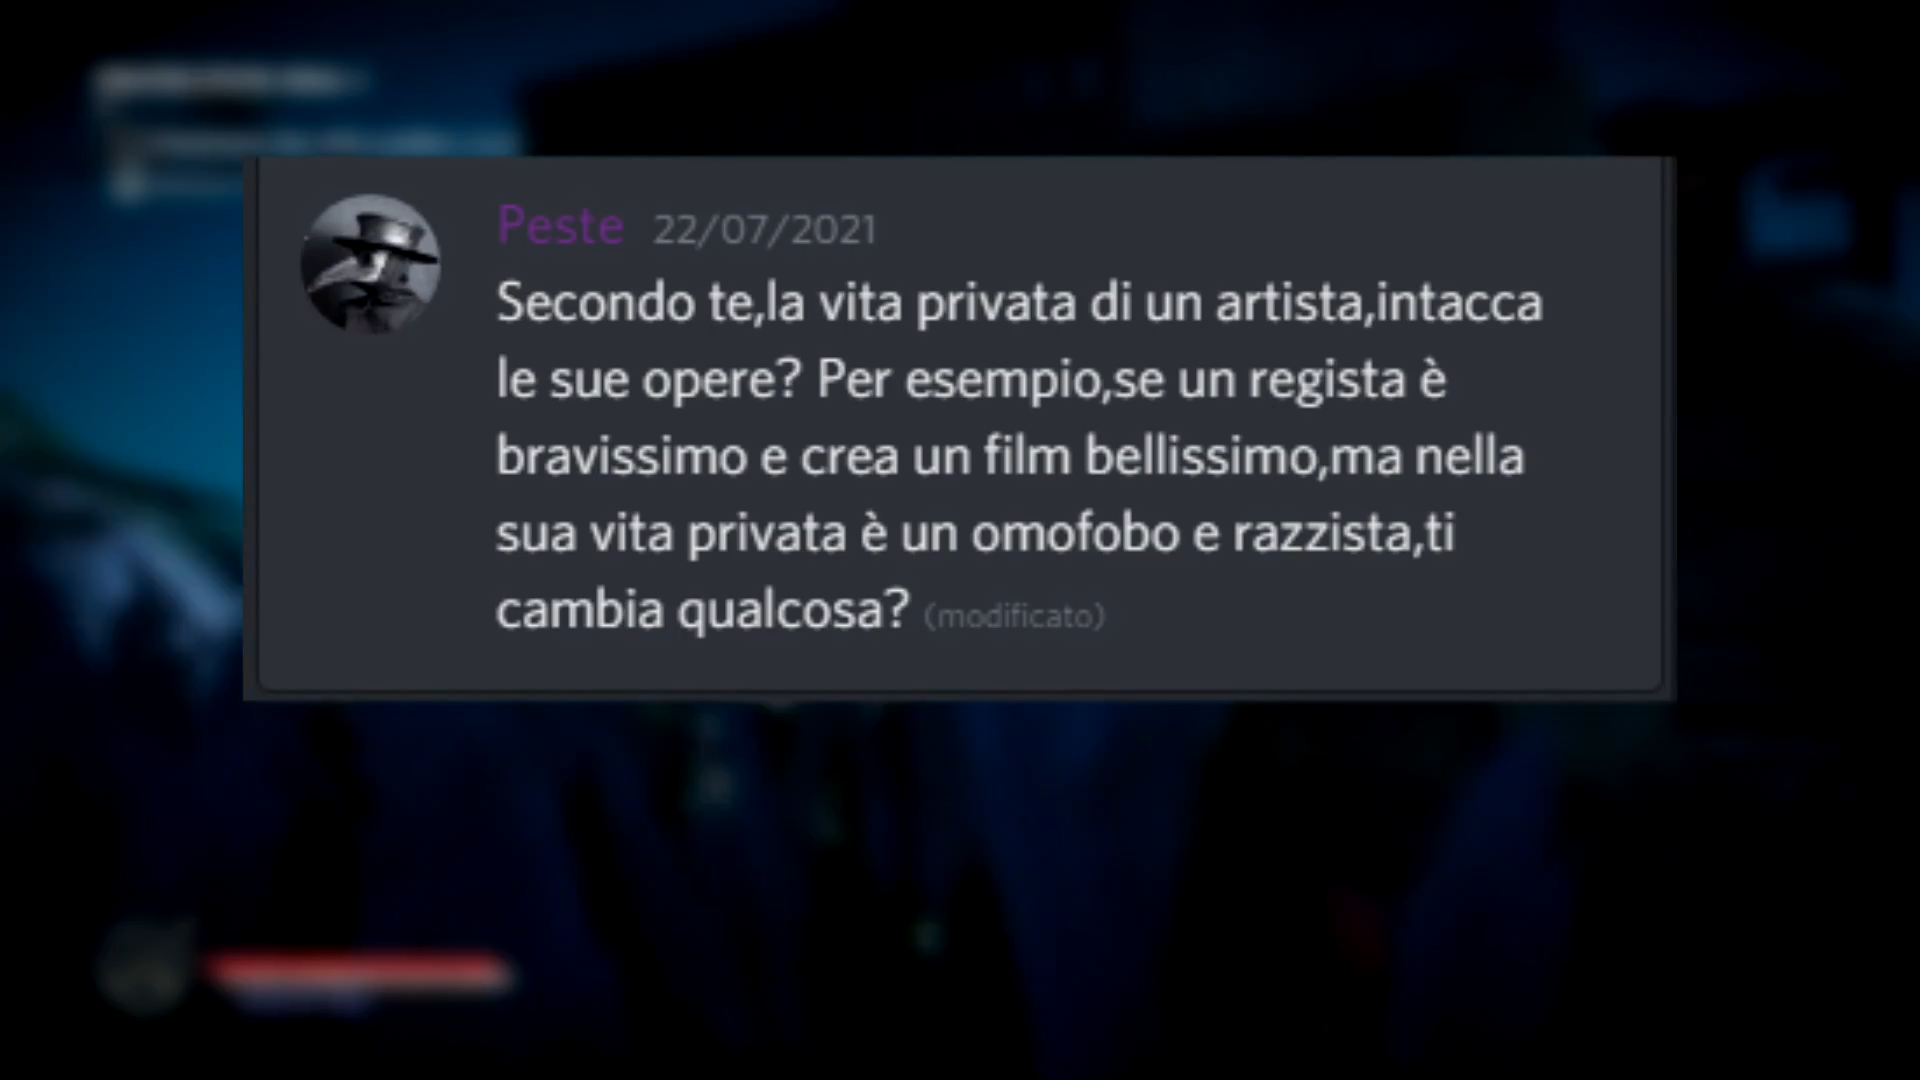 Peste 22/07/2021
Secondo te,la vita privata di un artista,intacca
le sue opere? Per esempio,se un regista è
bravissimo e crea un film bellissimo,ma nella
sua vita privata è un omofobo e razzista,ti
cambia qualcosa? (modificato)